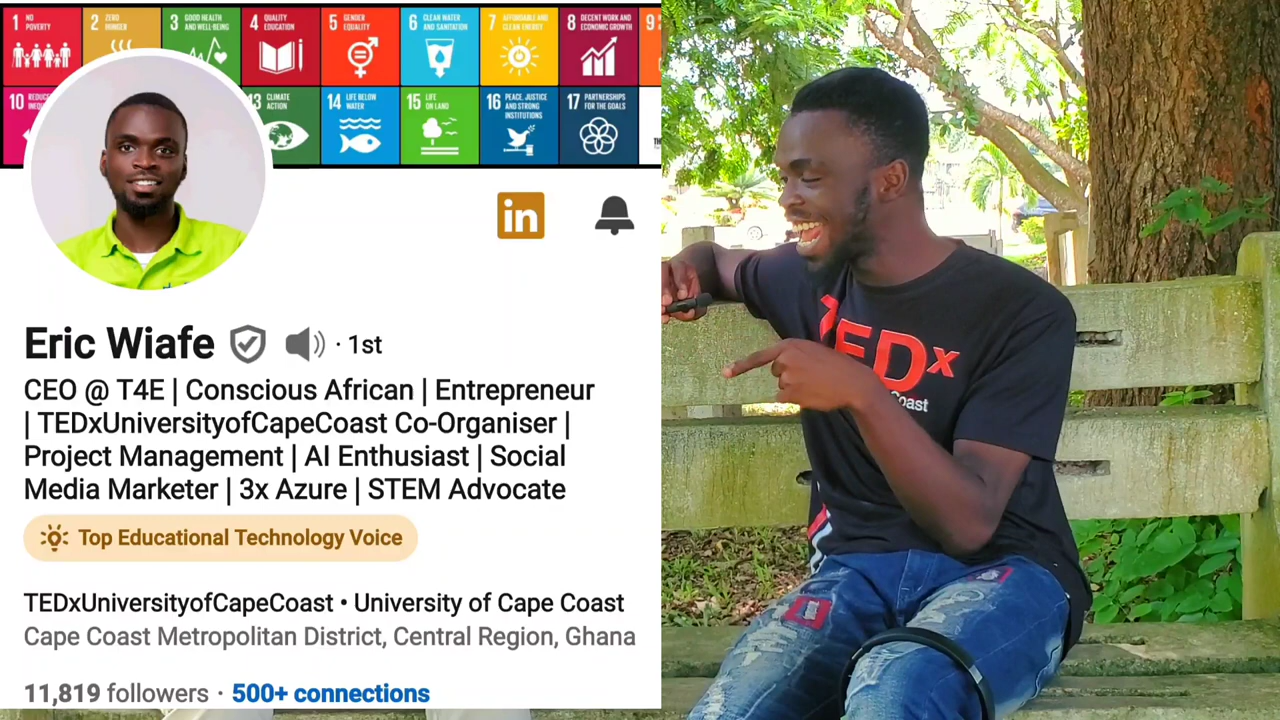 1 NO POVERTY
2 ZERO HUNGER
3 GOOD HEALTH AND WELL-BEING
4 QUALITY EDUCATION
5 GENDER EQUALITY
6 CLEAN WATER AND SANITATION
7 AFFORDABLE AND CLEAN ENERGY
8 DECENT WORK AND ECONOMIC GROWTH
9
10
13 CLIMATE ACTION
14 LIFE BELOW WATER
15 LIFE ON LAND
16 PEACE, JUSTICE AND STRONG INSTITUTIONS
17 PARTNERSHIPS FOR THE GOALS
in
Eric Wiafe · 1st
CEO @ T4E | Conscious African | Entrepreneur
| TEDxUniversityofCapeCoast Co-Organiser |
Project Management | AI Enthusiast | Social
Media Marketer | 3x Azure | STEM Advocate
Top Educational Technology Voice
TEDxUniversityofCapeCoast • University of Cape Coast
Cape Coast Metropolitan District, Central Region, Ghana
11,819 followers · 500+ connections
TEDx
Coast